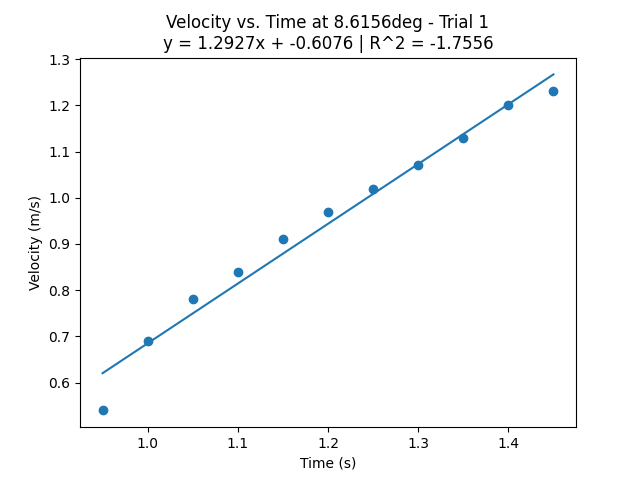 Velocity vs. Time at 8.6156deg - Trial 1
y = 1.2927x + -0.6076 | R^2 = -1.7556
1.3
1.2
1.1
1.0
0.9
0.8
0.7
0.6
Velocity (m/s)
1.0 1.1 1.2 1.3 1.4
Time (s)